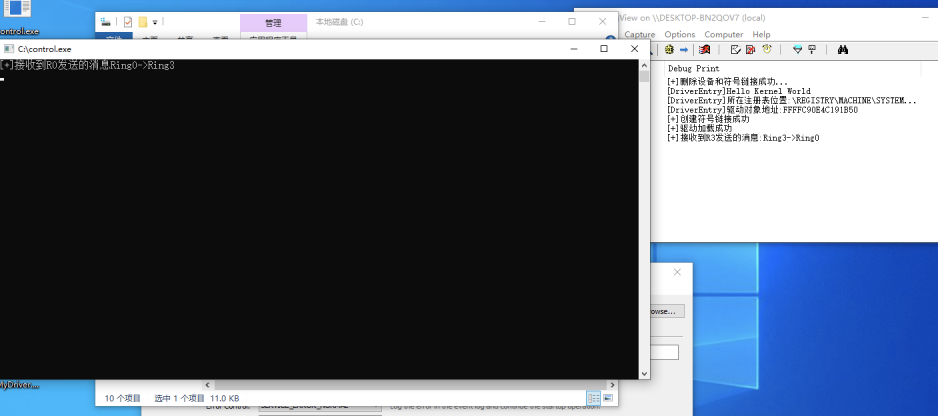 ontrol.exe
管理
本地磁盘 (C:)
View on \\DESKTOP-BN2QOV7 (local)
Capture Options Computer Help
C:\control.exe
[+]接收到R0发送的消息Ring0->Ring3
Debug Print
[+]删除设备和符号链接成功...
[DriverEntry]Hello Kernel World
[DriverEntry]所在注册表位置:\REGISTRY\MACHINE\SYSTEM...
[DriverEntry]驱动对象地址:FFFFC90E4C191B50
[+]创建符号链接成功
[+]驱动加载成功
[+]接收到R3发送的消息:Ring3->Ring0
owse...
MyDriver....
10 个项目 选中 1 个项目 11.0 KB